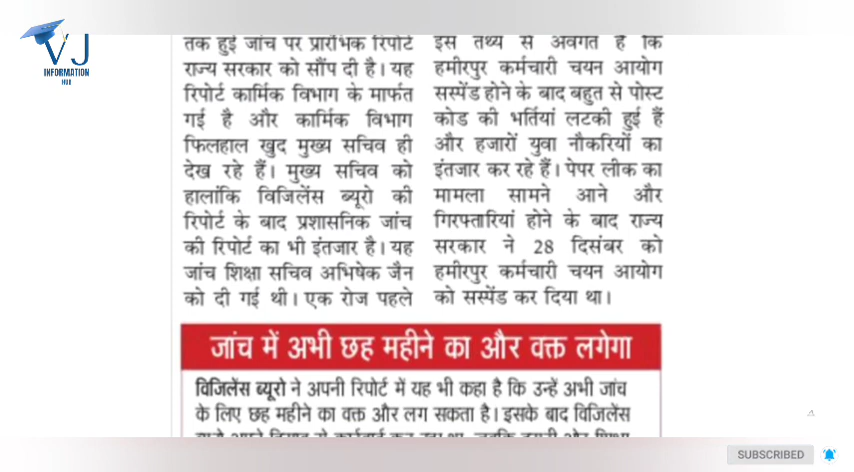 VJ
INFORMATION
HUB
तक हुई जांच पर प्रारंभिक रिपोर्ट
राज्य सरकार को सौंप दी है। यह
रिपोर्ट कार्मिक विभाग के मार्फत
गई है और कार्मिक विभाग
फिलहाल खुद मुख्य सचिव ही
देख रहे हैं। मुख्य सचिव को
हालांकि विजिलेंस ब्यूरो की
रिपोर्ट के बाद प्रशासनिक जांच
की रिपोर्ट का भी इंतजार है। यह
जांच शिक्षा सचिव अभिषेक जैन
को दी गई थी। एक रोज पहले
इस तथ्य से अवगत है कि
हमीरपुर कर्मचारी चयन आयोग
सस्पेंड होने के बाद बहुत से पोस्ट
कोड की भर्तियां लटकी हुई हैं
और हजारों युवा नौकरियों का
इंतजार कर रहे हैं। पेपर लीक का
मामला सामने आने और
गिरफ्तारियां होने के बाद राज्य
सरकार ने 28 दिसंबर को
हमीरपुर कर्मचारी चयन आयोग
को सस्पेंड कर दिया था।
जांच में अभी छह महीने का और वक्त लगेगा
विजिलेंस ब्यूरो ने अपनी रिपोर्ट में यह भी कहा है कि उन्हें अभी जांच
के लिए छह महीने का वक्त और लग सकता है। इसके बाद विजिलेंस
SUBSCRIBED